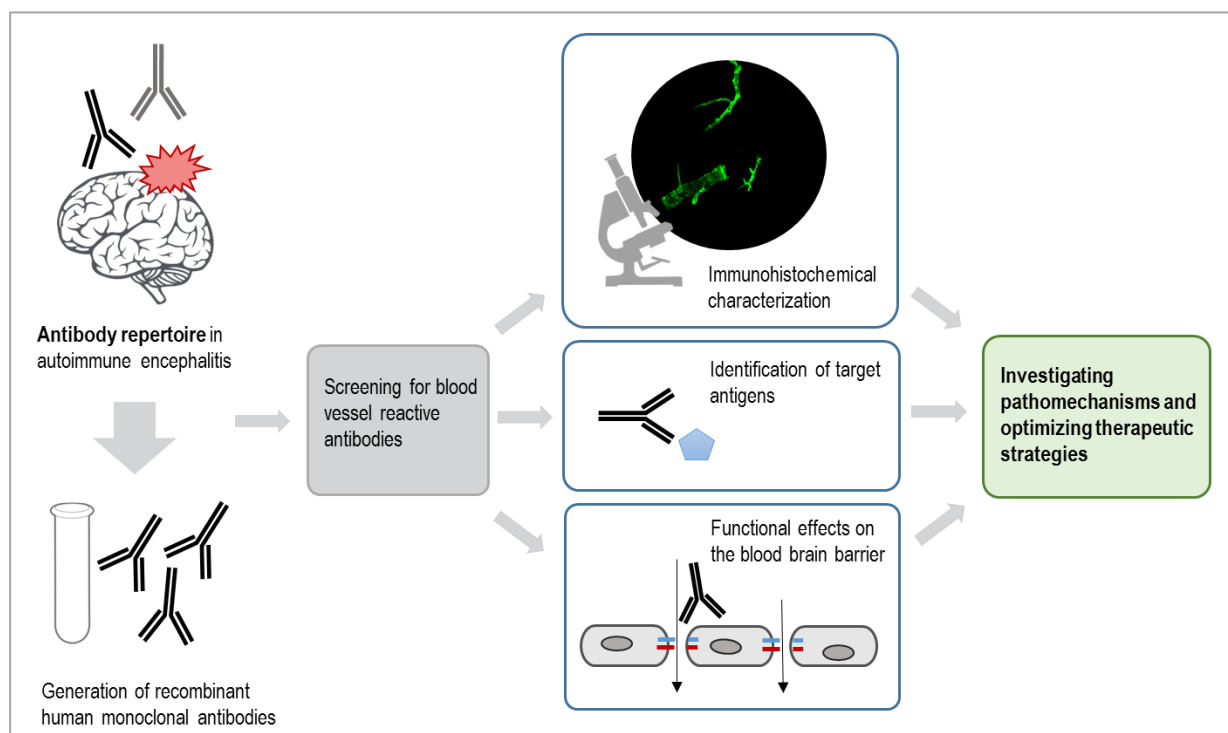 Antibody repertoire in
autoimmune encephalitis
Generation of recombinant
human monoclonal antibodies
Screening for blood
vessel reactive
antibodies
Immunohistochemical
characterization
Identification of target
antigens
Functional effects on
the blood brain barrier
Investigating
pathomechanisms and
optimizing therapeutic
strategies